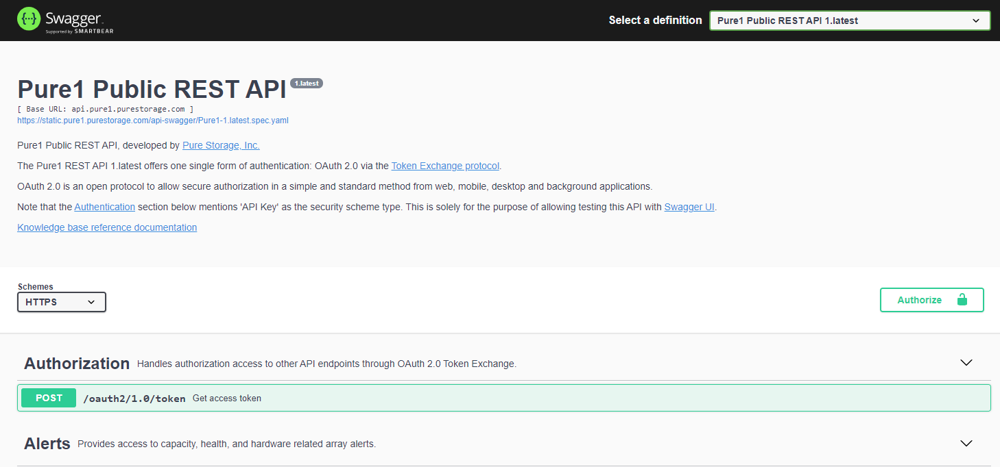 {··} Swagger.
Supported by SMARTBEAR
Select a definition
Pure1 Public REST API 1.latest
Pure1 Public REST API 1.latest
[ Base URL: api.pure1.purestorage.com ]
https://static.pure1.purestorage.com/api-swagger/Pure1-1.latest.spec.yaml
Pure1 Public REST API, developed by Pure Storage, Inc.
The Pure1 REST API 1.latest offers one single form of authentication: OAuth 2.0 via the Token Exchange protocol.
OAuth 2.0 is an open protocol to allow secure authorization in a simple and standard method from web, mobile, desktop and background applications.
Note that the Authentication section below mentions 'API Key' as the security scheme type. This is solely for the purpose of allowing testing this API with Swagger UI.
Knowledge base reference documentation
Schemes
HTTPS
Authorize
Authorization Handles authorization access to other API endpoints through OAuth 2.0 Token Exchange.
POST /oauth2/1.0/token Get access token
Alerts Provides access to capacity, health, and hardware related array alerts.